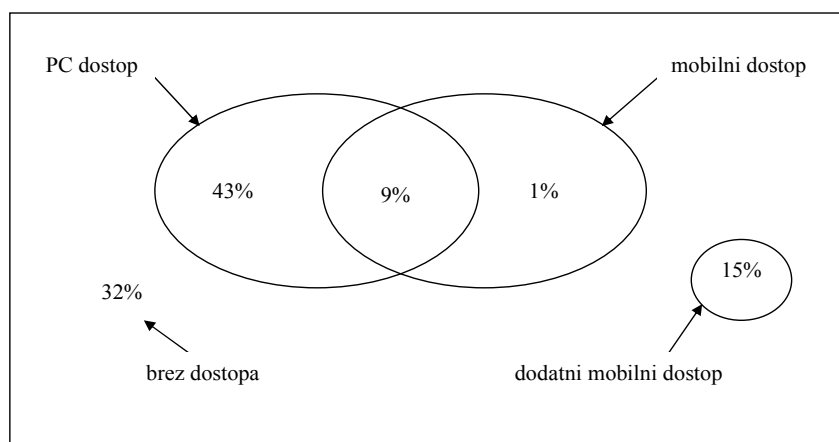 PC dostop
mobilni dostop
43%
9%
1%
15%
32%
brez dostopa
dodatni mobilni dostop